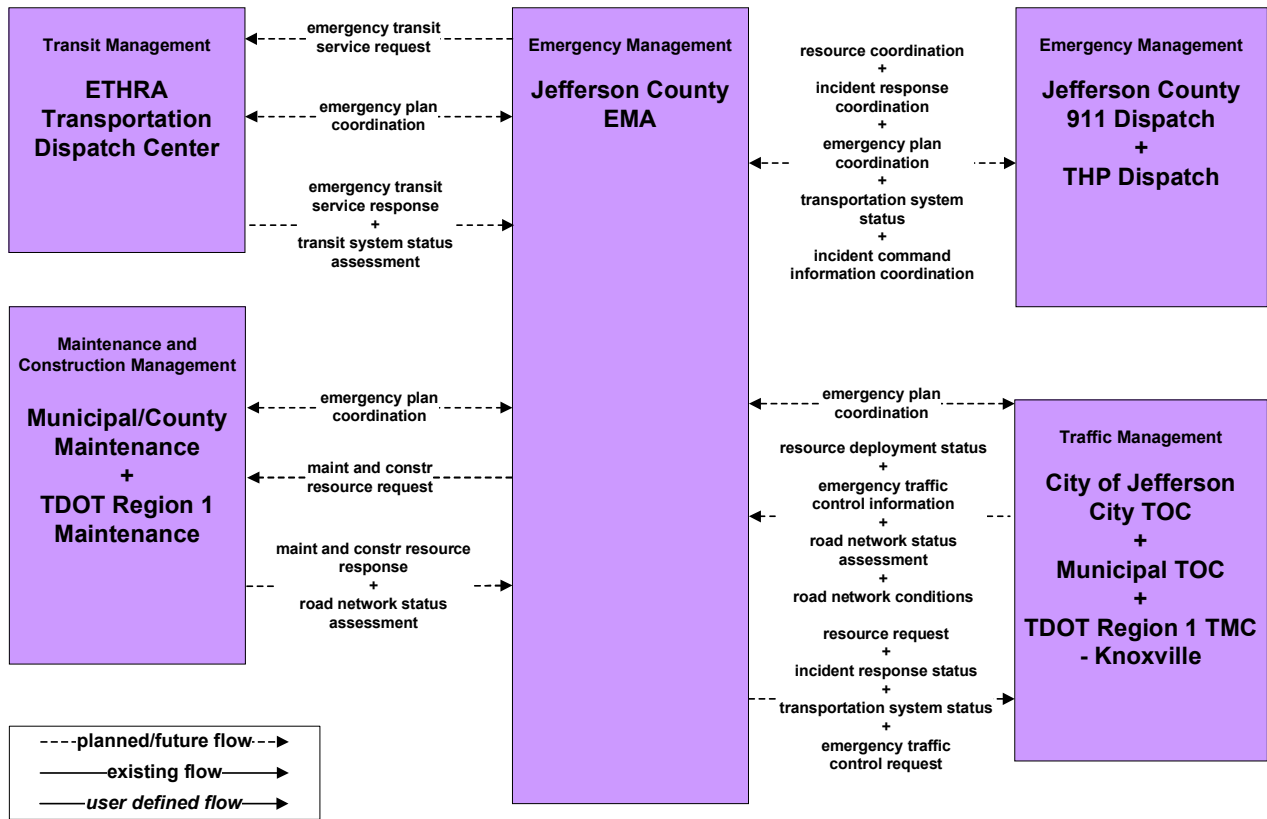 Transit Management
ETHRA
Transportation
Dispatch Center
emergency transit
service request
emergency plan
coordination
emergency transit
service response
+
transit system status
assessment
Maintenance and
Construction Management
Municipal/County
Maintenance
+
TDOT Region 1
Maintenance
emergency plan
coordination
maint and constr
resource request
maint and constr resource
response
+
road network status
assessment
Emergency Management
Jefferson County
EMA
resource coordination
+
incident response
coordination
+
emergency plan
coordination
+
transportation system
status
+
incident command
information coordination
Emergency Management
Jefferson County
911 Dispatch
+
THP Dispatch
emergency plan
coordination
resource deployment status
+
emergency traffic
control information
+
road network status
assessment
+
road network conditions
resource request
+
incident response status
+
transportation system status
+
emergency traffic
control request
Traffic Management
City of Jefferson
City TOC
+
Municipal TOC
+
TDOT Region 1 TMC
- Knoxville
planned/future flow
existing flow
user defined flow